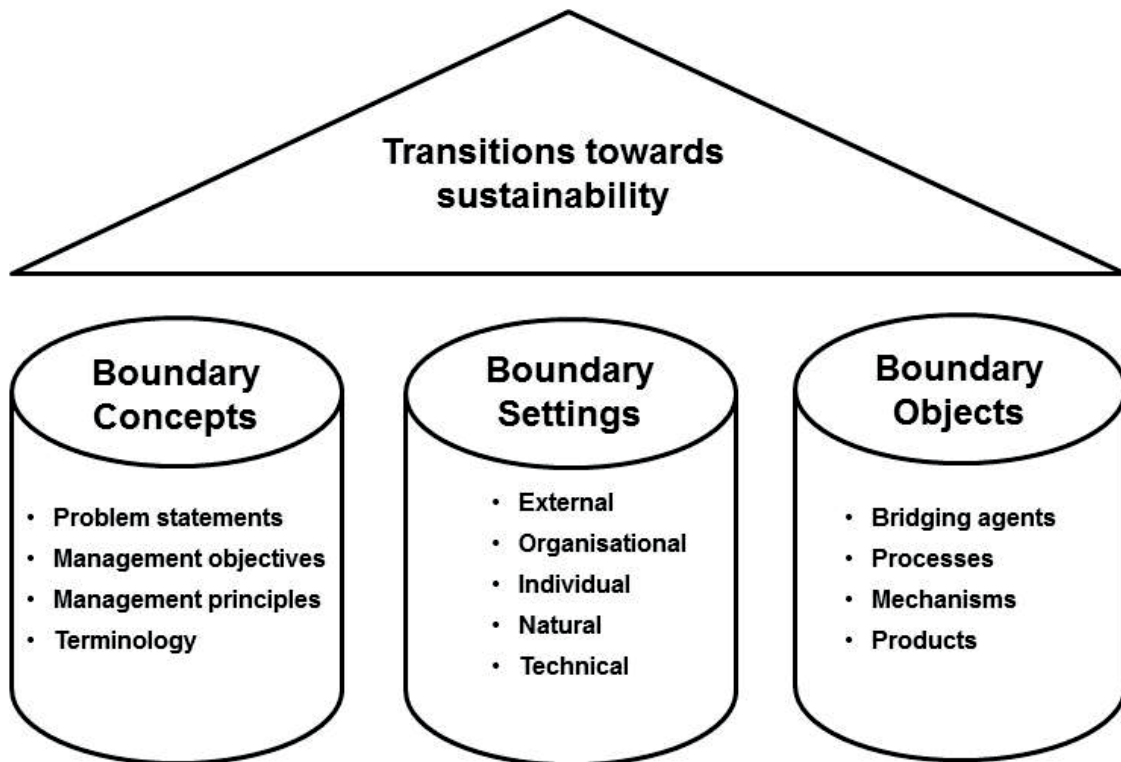 Transitions towards
sustainability
Boundary
Concepts
• Problem statements
• Management objectives
• Management principles
• Terminology
Boundary
Settings
• External
• Organisational
• Individual
• Natural
• Technical
Boundary
Objects
• Bridging agents
• Processes
• Mechanisms
• Products